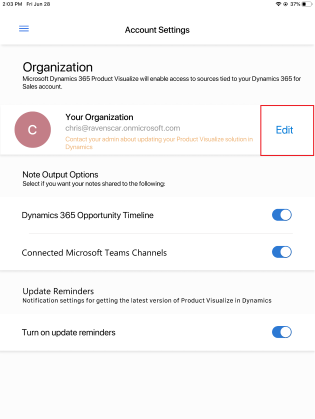 2:03 PM Fri Jun 28 37%
Account Settings
Organization
Microsoft Dynamics 365 Product Visualize will enable access to sources tied to your Dynamics 365 for
Sales account.
C
Your Organization
chris@ravenscar.onmicrosoft.com
Contact your admin about updating your Product Visualize solution in
Dynamics.
Edit
Note Output Options
Select if you want your notes shared to the following:
Dynamics 365 Opportunity Timeline
Connected Microsoft Teams Channels
Update Reminders
Notification settings for getting the latest version of Product Visualize in Dynamics
Turn on update reminders